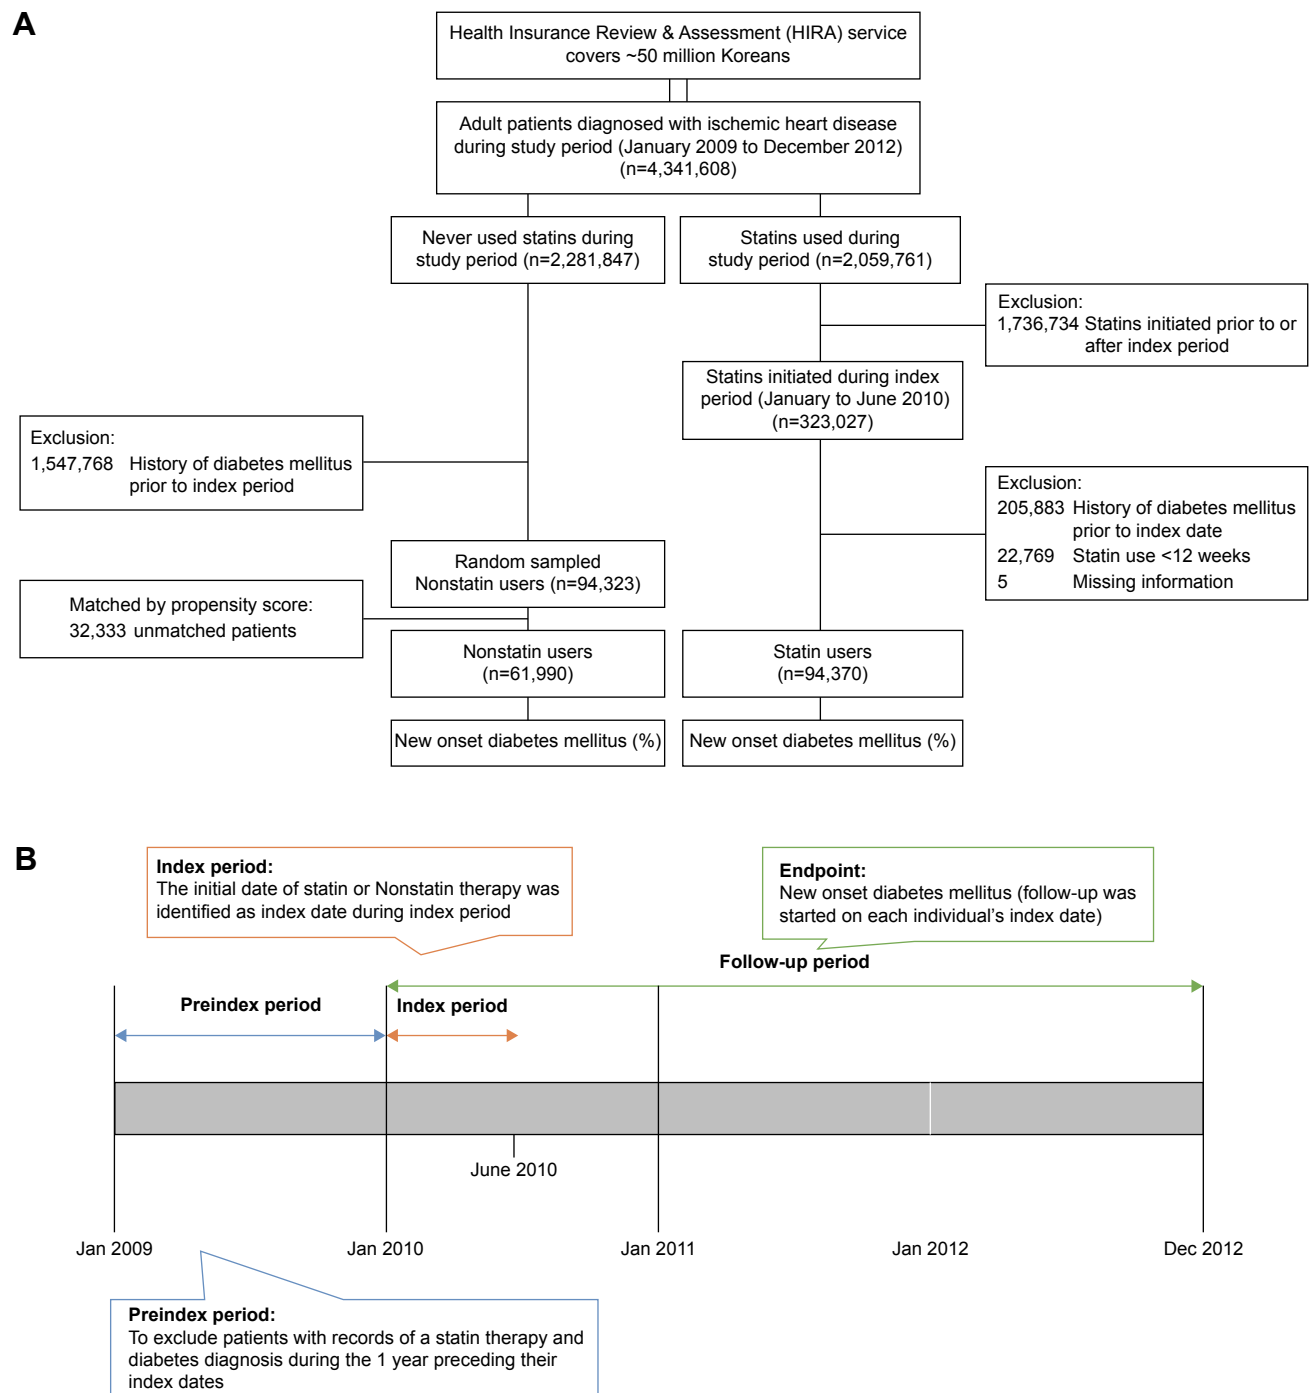 A
Health Insurance Review & Assessment (HIRA) service
covers ~50 million Koreans
Adult patients diagnosed with ischemic heart disease
during study period (January 2009 to December 2012)
(n=4,341,608)
Never used statins during
study period (n=2,281,847)
Statins used during
study period (n=2,059,761)
Exclusion:
1,736,734 Statins initiated prior to or
after index period
Statins initiated during index
period (January to June 2010)
(n=323,027)
Exclusion:
1,547,768 History of diabetes mellitus
prior to index period
Exclusion:
205,883 History of diabetes mellitus
prior to index date
22,769 Statin use <12 weeks
5 Missing information
Random sampled
Nonstatin users (n=94,323)
Matched by propensity score:
32,333 unmatched patients
Nonstatin users
(n=61,990)
Statin users
(n=94,370)
New onset diabetes mellitus (%)
New onset diabetes mellitus (%)
B
Index period:
The initial date of statin or Nonstatin therapy was
identified as index date during index period
Endpoint:
New onset diabetes mellitus (follow-up was
started on each individual's index date)
Follow-up period
Preindex period
Index period
June 2010
Jan 2009
Jan 2010
Jan 2011
Jan 2012
Dec 2012
Preindex period:
To exclude patients with records of a statin therapy and
diabetes diagnosis during the 1 year preceding their
index dates